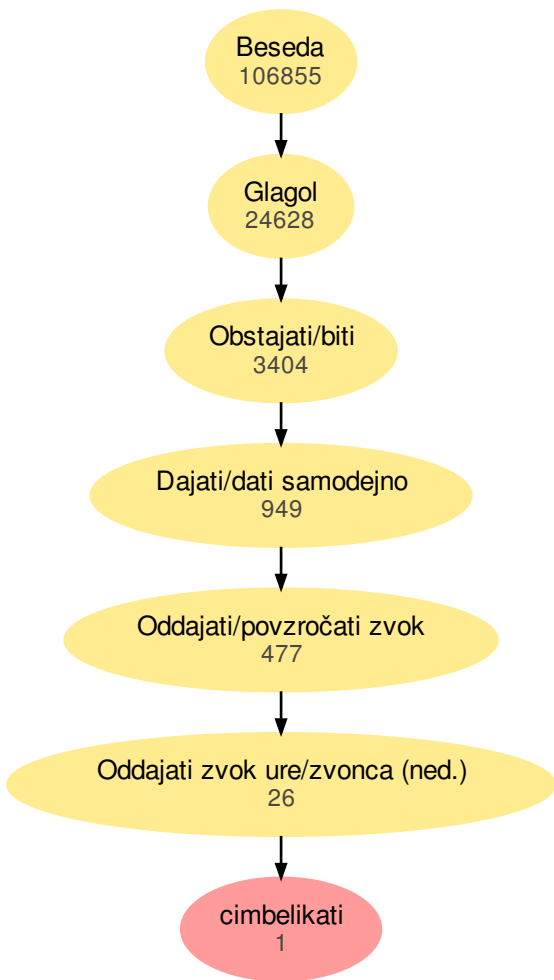 Beseda
106855
Glagol
24628
Obstajati/biti
3404
Dajati/dati samodejno
949
Oddajati/povzročati zvok
477
Oddajati zvok ure/zvonca (ned.)
26
cimbelikati
1